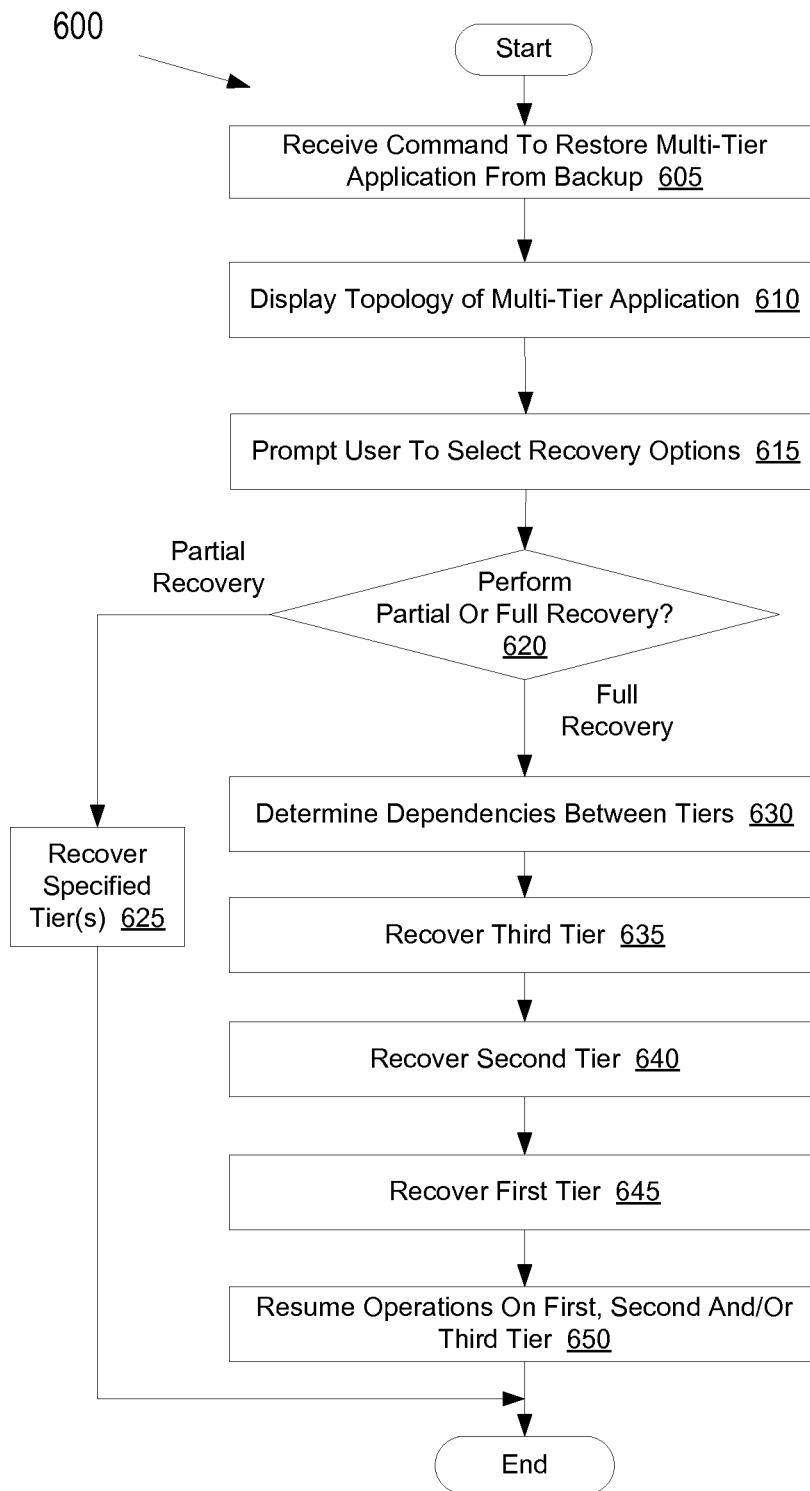 600
Start
Receive Command To Restore Multi-Tier
Application From Backup 605
Display Topology of Multi-Tier Application 610
Prompt User To Select Recovery Options 615
Partial
Recovery
Perform
Partial Or Full Recovery?
620
Full
Recovery
Determine Dependencies Between Tiers 630
Recover
Specified
Tier(s) 625
Recover Third Tier 635
Recover Second Tier 640
Recover First Tier 645
Resume Operations On First, Second And/Or
Third Tier 650
End